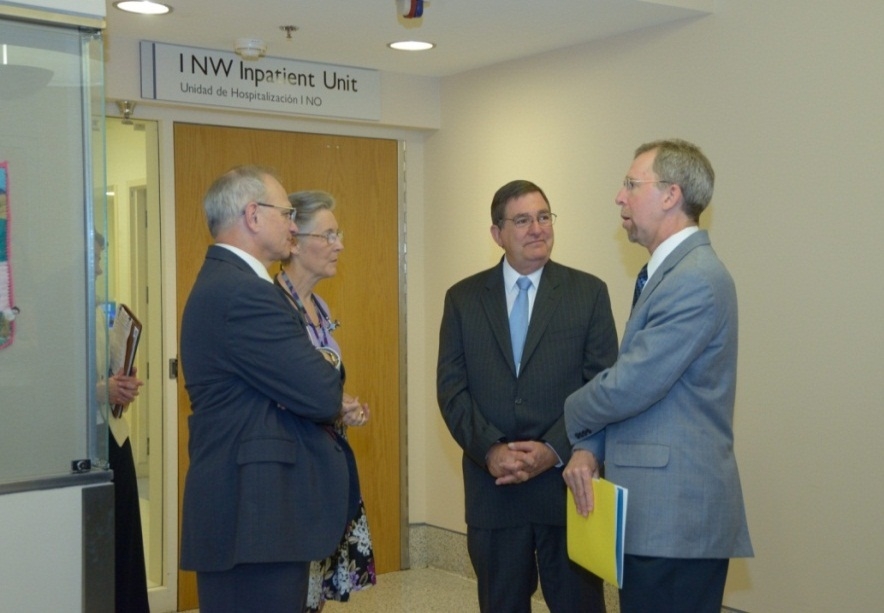 1 NW Inpatient Unit
Unidad de Hospitalización 1 NO